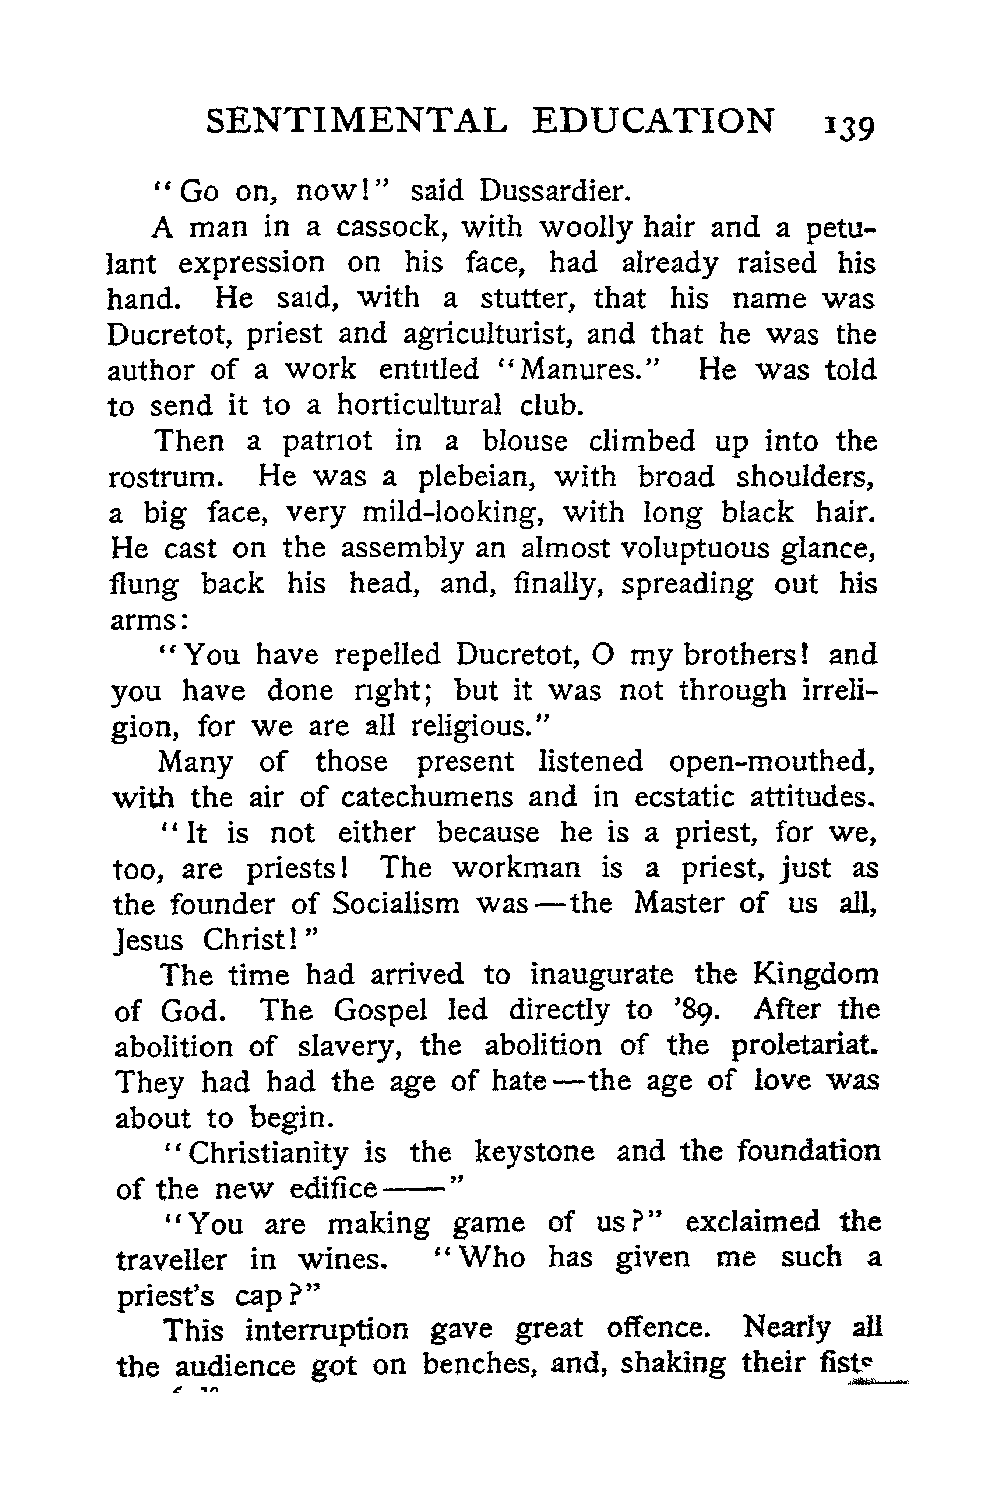 SENTIMENTAL EDUCATION 139
“Go on, now!” said Dussardier.
A man in a cassock, with woolly hair and a petu-
lant expression on his face, had already raised his
hand. He said, with a stutter, that his name was
Ducretot, priest and agriculturist, and that he was the
author of a work entitled “Manures.” He was told
to send it to a horticultural club.
Then a patriot in a blouse climbed up into the
rostrum. He was a plebeian, with broad shoulders,
a big face, very mild-looking, with long black hair.
He cast on the assembly an almost voluptuous glance,
flung back his head, and, finally, spreading out his
arms:
“You have repelled Ducretot, O my brothers! and
you have done right; but it was not through irreli-
gion, for we are all religious.”
Many of those present listened open-mouthed,
with the air of catechumens and in ecstatic attitudes.
“It is not either because he is a priest, for we,
too, are priests! The workman is a priest, just as
the founder of Socialism was—the Master of us all,
Jesus Christ!”
The time had arrived to inaugurate the Kingdom
of God. The Gospel led directly to ’89. After the
abolition of slavery, the abolition of the proletariat.
They had had the age of hate—the age of love was
about to begin.
“Christianity is the keystone and the foundation
of the new edifice——”
“You are making game of us?” exclaimed the
traveller in wines. “Who has given me such a
priest’s cap?”
This interruption gave great offence. Nearly all
the audience got on benches, and, shaking their fists